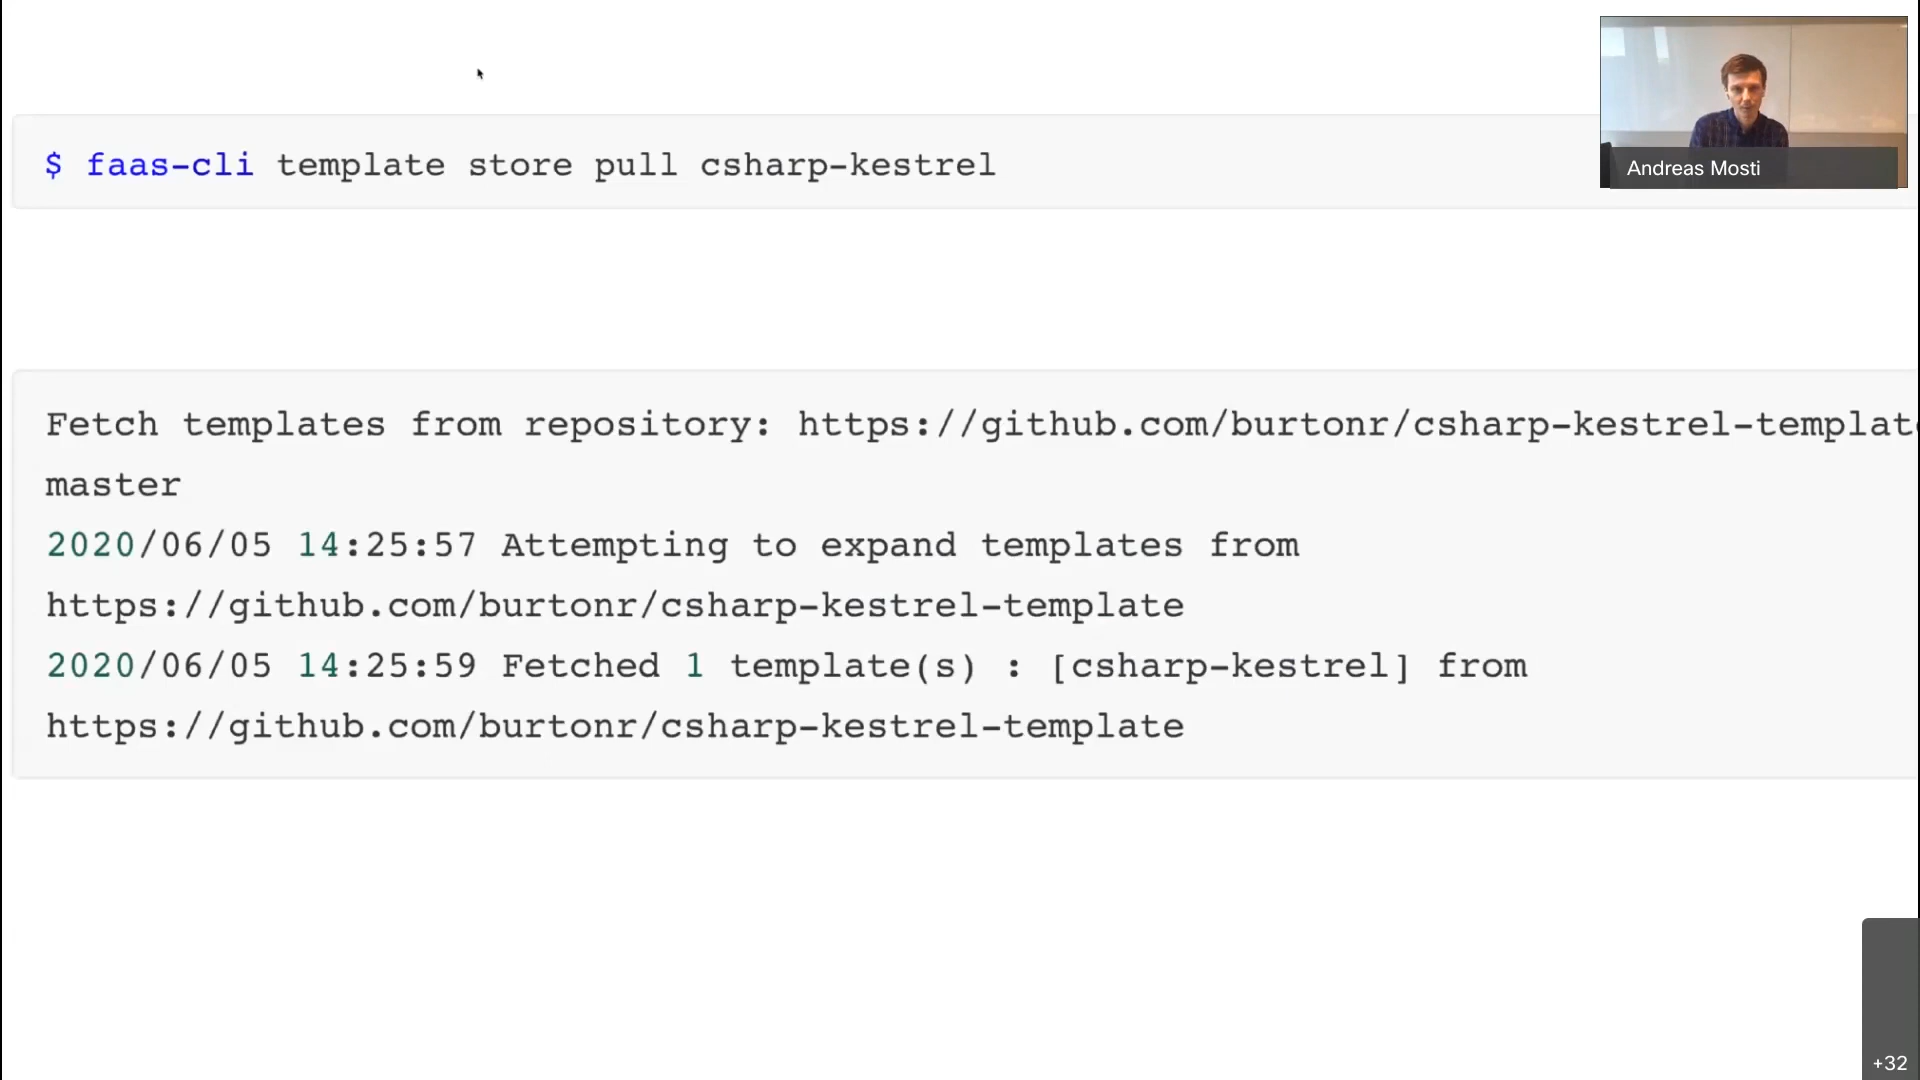 Andreas Mosti
$ faas-cli template store pull csharp-kestrel
Fetch templates from repository: https://github.com/burtonr/csharp-kestrel-templat
master
2020/06/05 14:25:57 Attempting to expand templates from
https://github.com/burtonr/csharp-kestrel-template
2020/06/05 14:25:59 Fetched 1 template(s) : [csharp-kestrel] from
https://github.com/burtonr/csharp-kestrel-template
+32